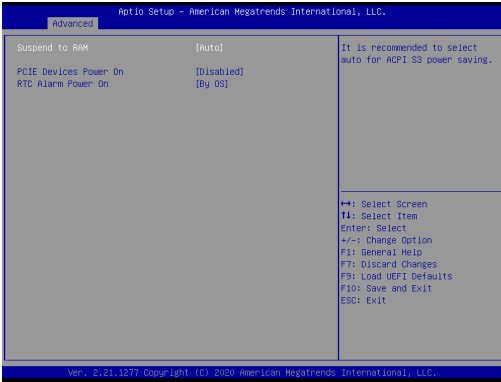 Aptio Setup – American Megatrends International, LLC.
Advanced
Suspend to RAM [Auto]
PCIE Devices Power On [Disabled]
RTC Alarm Power On [By OS]
It is recommended to select
auto for ACPI S3 power saving.
↔: Select Screen
↑↓: Select Item
Enter: Select
+/-: Change Option
F1: General Help
F7: Discard Changes
F9: Load UEFI Defaults
F10: Save and Exit
ESC: Exit
Ver. 2.21.1277 Copyright (C) 2020 American Megatrends International, LLC.